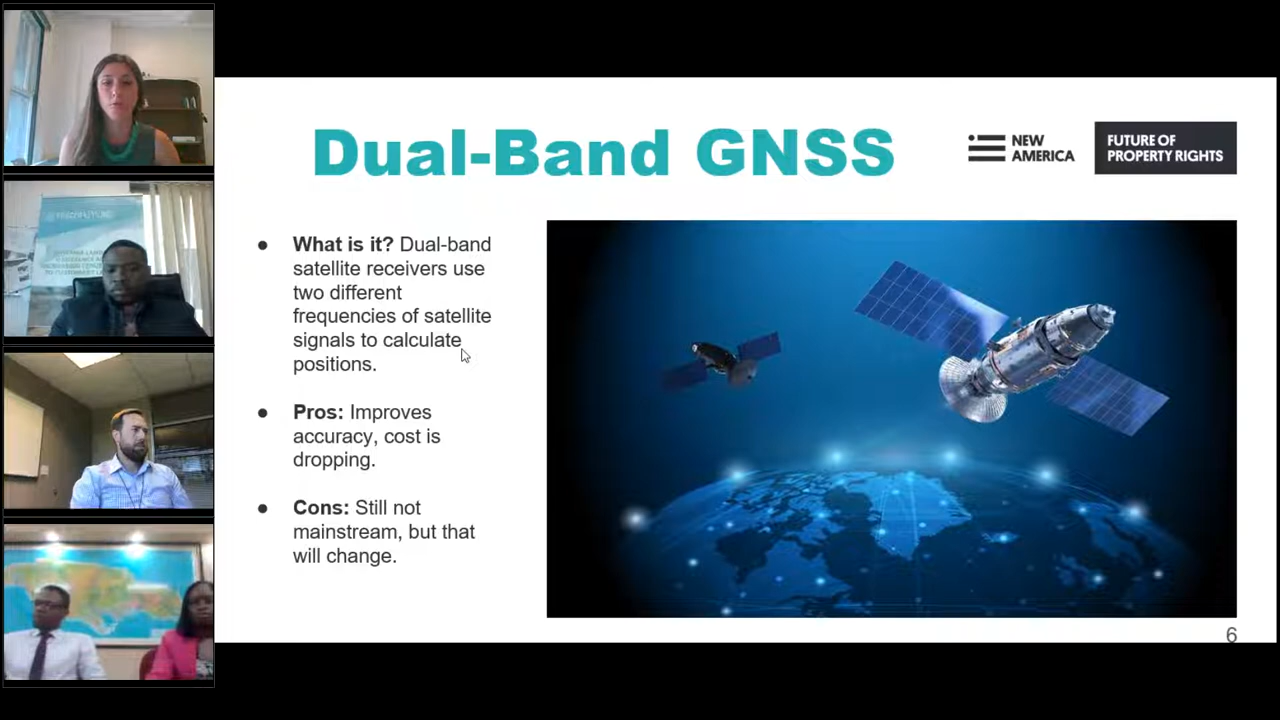 Dual-Band GNSS
NEW
AMERICA
FUTURE OF
PROPERTY RIGHTS
● What is it? Dual-band
satellite receivers use
two different
frequencies of satellite
signals to calculate
positions.
● Pros: Improves
accuracy, cost is
dropping.
● Cons: Still not
mainstream, but that
will change.
6